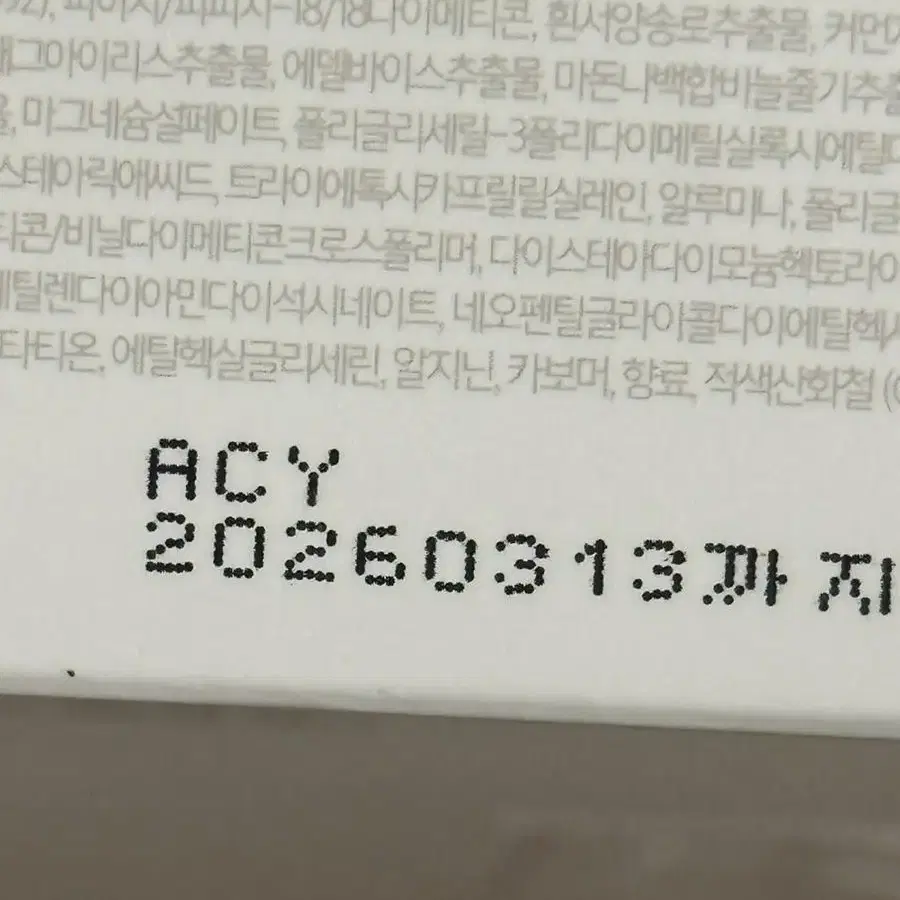 피이지/피피지-18/18다이메티콘, 흰서양송로추출물, 커먼
래그아이리스추출물, 에델바이스추출물, 마돈나백합비늘줄기추출
마그네슘설페이트, 폴리글리세릴-3폴리다이메틸실록시에틸다
스테아릭애씨드, 트라이에톡시카프릴릴실레인, 알루미나, 폴리글
티콘/비닐다이메티콘크로스폴리머, 다이스테아다이모늄헥토라이
에틸렌다이아민다이석시네이트, 네오펜틸글라이콜다이에틸헥사
타티온, 에틸헥실글리세린, 알지닌, 카보머, 향료, 적색산화철 (C
ACY
20260313까지